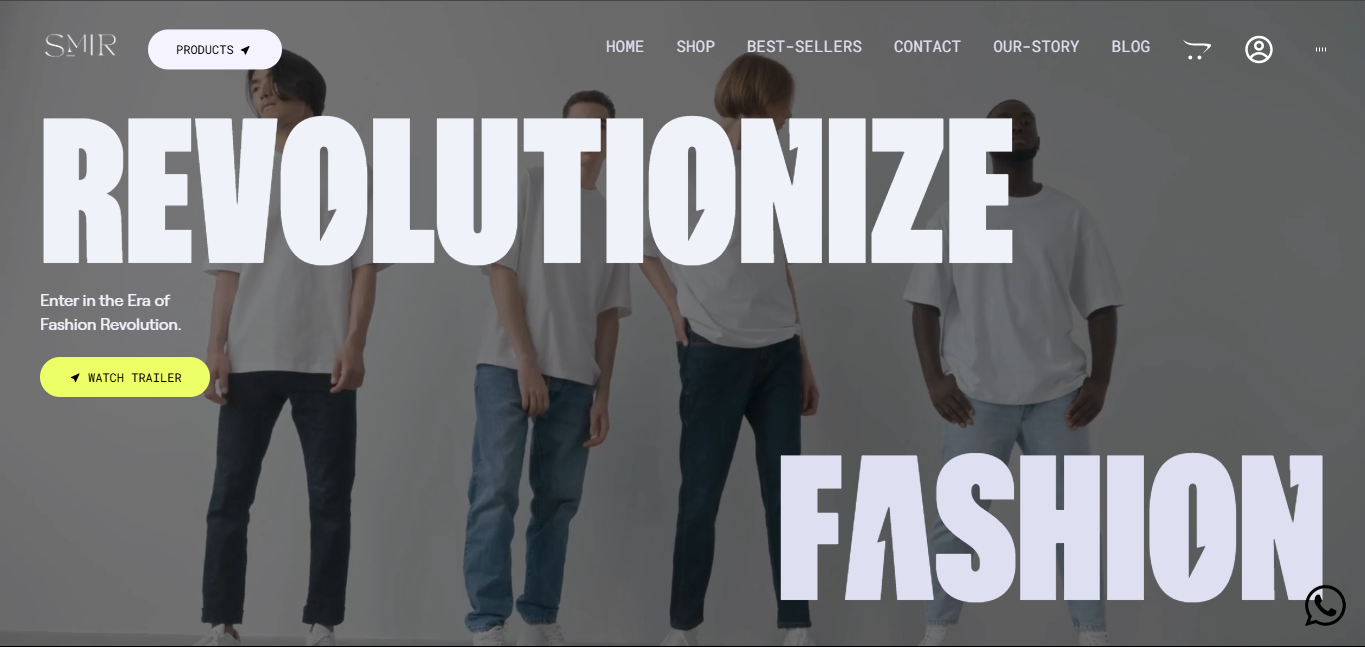 SMIR
PRODUCTS
HOME SHOP BEST-SELLERS CONTACT OUR-STORY BLOG
REVOLUTIONIZE
Enter in the Era of
Fashion Revolution.
WATCH TRAILER
FASHION